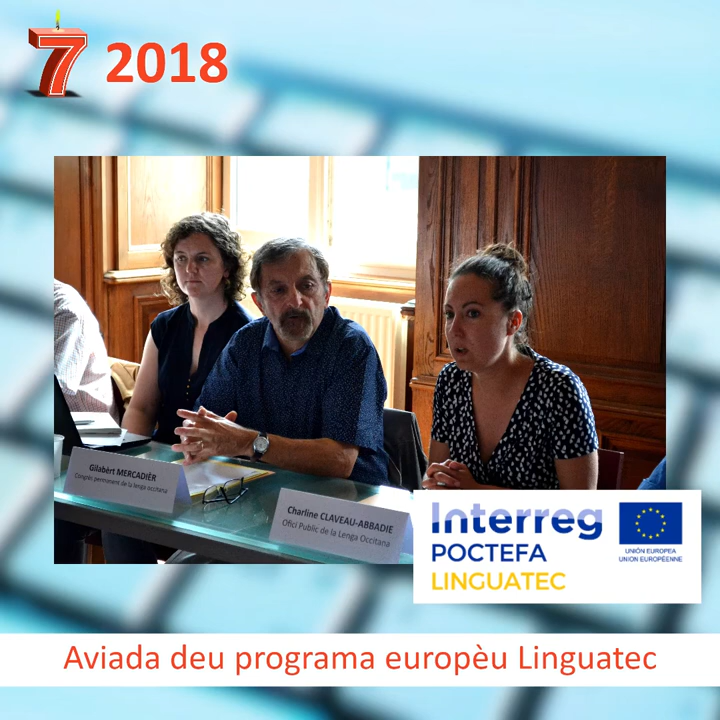 7 2018
Gilabèrt MERCADIÈR
Congrès permanent de la lenga occitana
Charline CLAVEAU-ABBADIE
Ofici Public de la Lenga Occitana
Interreg
POCTEFA
LINGUATEC
UNIÓN EUROPEA
UNION EUROPÉENNE
Aviada deu programa europèu Linguatec